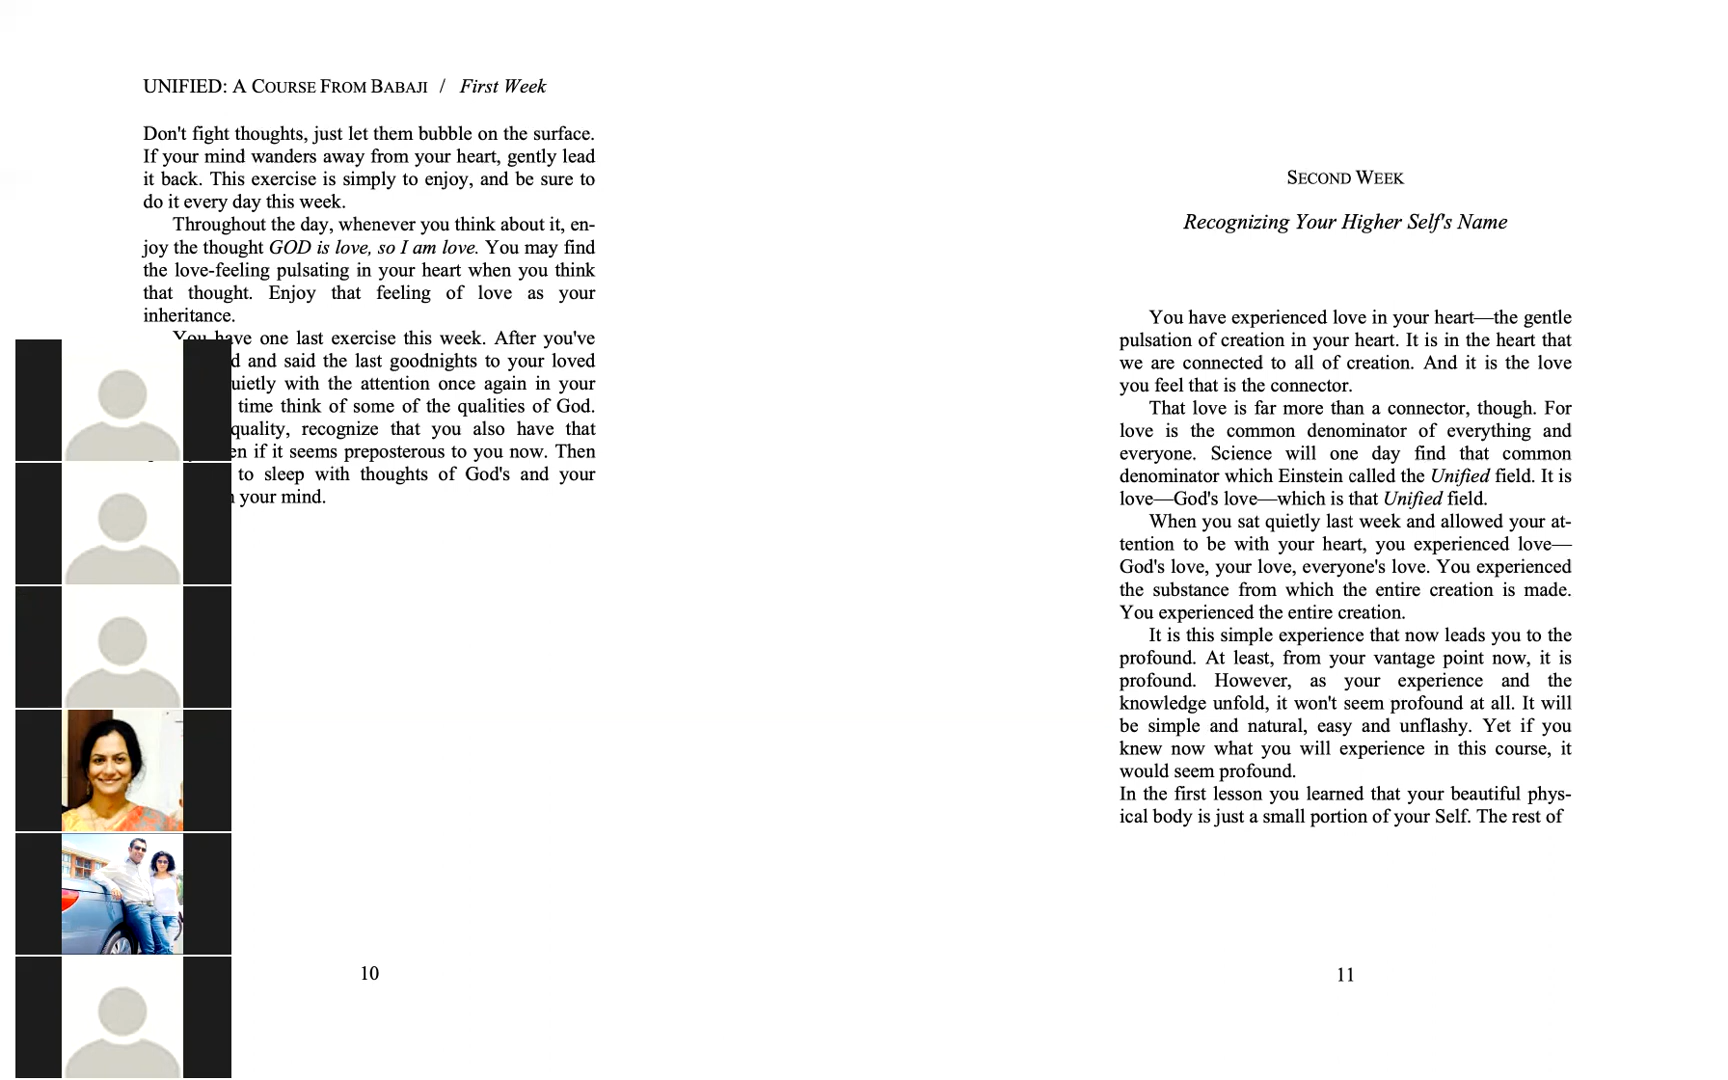 UNIFIED: A COURSE FROM BABAJI / First Week
Don't fight thoughts, just let them bubble on the surface.
If your mind wanders away from your heart, gently lead
it back. This exercise is simply to enjoy, and be sure to
do it every day this week.
Throughout the day, whenever you think about it, en-
joy the thought GOD is love, so I am love. You may find
the love-feeling pulsating in your heart when you think
that thought. Enjoy that feeling of love as your
inheritance.
You have one last exercise this week. After you've
and said the last goodnights to your loved
with the attention once again in your
time think of some of the qualities of God.
quality, recognize that you also have that
if it seems preposterous to you now. Then
to sleep with thoughts of God's and your
your mind.
10
SECOND WEEK
Recognizing Your Higher Self's Name
You have experienced love in your heart—the gentle
pulsation of creation in your heart. It is in the heart that
we are connected to all of creation. And it is the love
you feel that is the connector.
That love is far more than a connector, though. For
love is the common denominator of everything and
everyone. Science will one day find that common
denominator which Einstein called the Unified field. It is
love—God's love—which is that Unified field.
When you sat quietly last week and allowed your at-
tention to be with your heart, you experienced love—
God's love, your love, everyone's love. You experienced
the substance from which the entire creation is made.
You experienced the entire creation.
It is this simple experience that now leads you to the
profound. At least, from your vantage point now, it is
profound. However, as your experience and the
knowledge unfold, it won't seem profound at all. It will
be simple and natural, easy and unflashy. Yet if you
knew now what you will experience in this course, it
would seem profound.
In the first lesson you learned that your beautiful phys-
ical body is just a small portion of your Self. The rest of
11